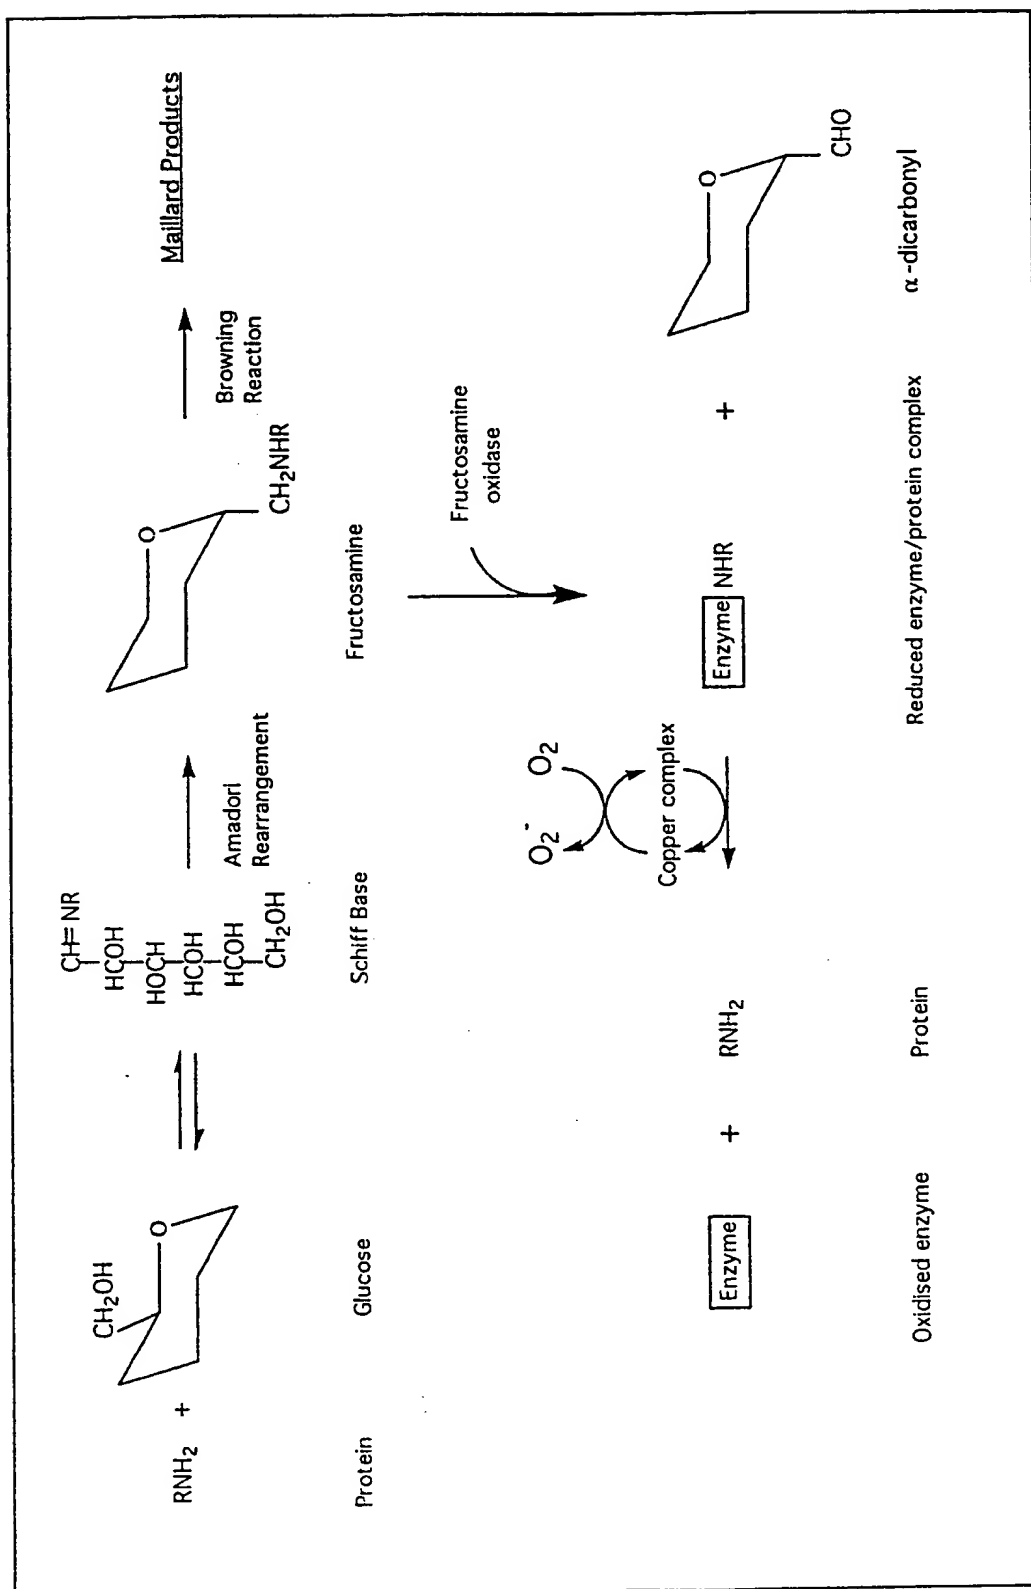 RNH2 +
CH2OH
O
CH=NR
HCOH
HOCH
HCOH
HCOH
CH2OH
Amadori
Rearrangement
O
CH2NHR
Browning
Reaction
Maillard Products
Protein
Glucose
Schiff Base
Fructosamine
Fructosamine
oxidase
O2-
O2
Copper complex
Enzyme
+
RNH2
Enzyme NHR
+
O
CHO
Oxidised enzyme
Protein
Reduced enzyme/protein complex
α-dicarbonyl